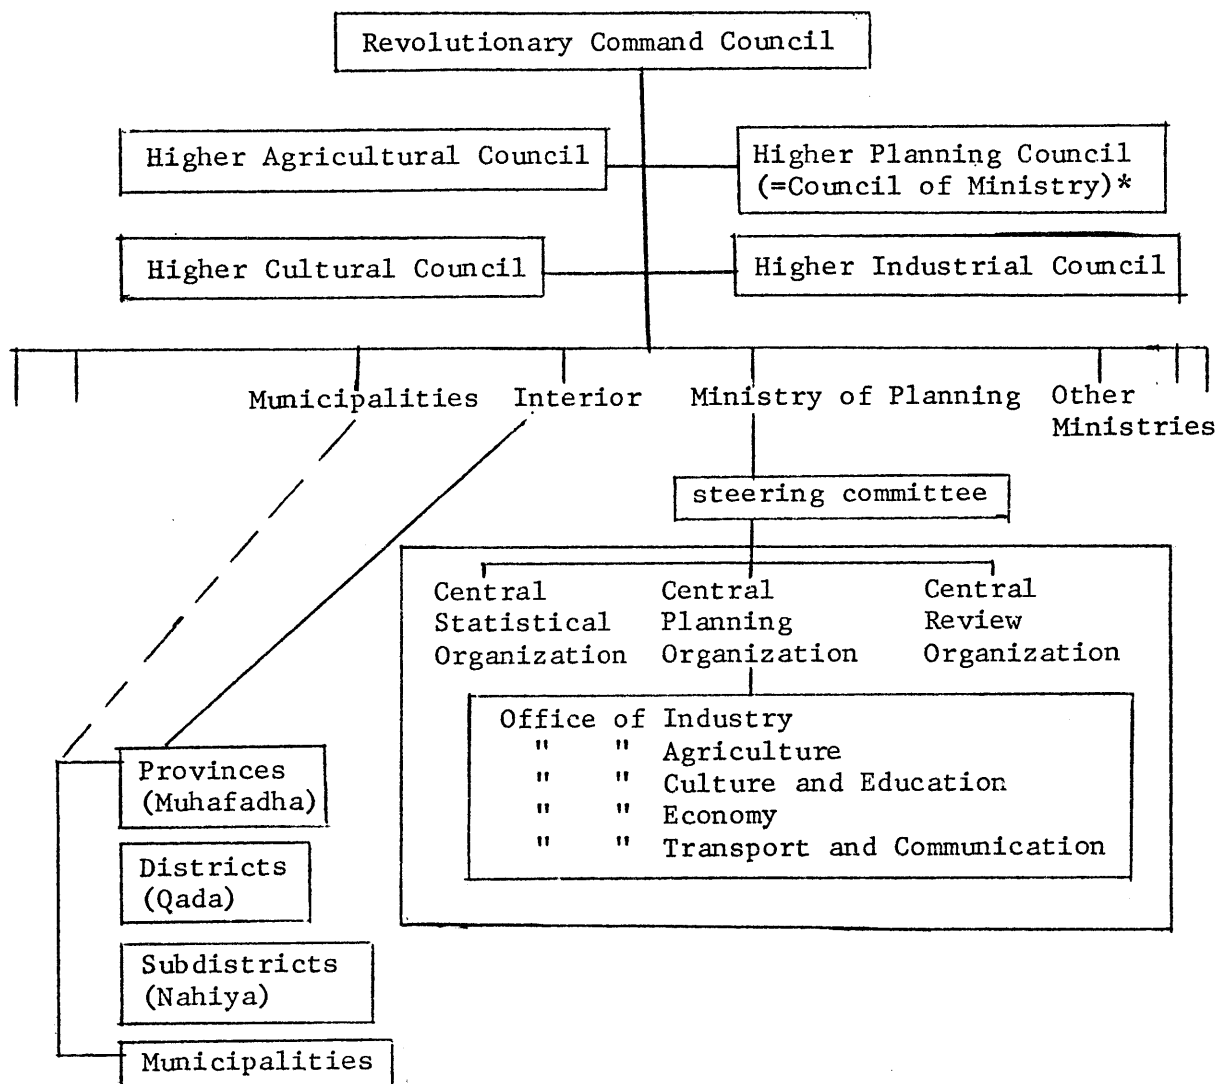 Revolutionary Command Council
Higher Agricultural Council
Higher Planning Council
(=Council of Ministry)*
Higher Cultural Council
Higher Industrial Council
Municipalities Interior Ministry of Planning Other
Ministries
steering committee
Central Central Central
Statistical Planning Review
Organization Organization Organization
Office of Industry
" " Agriculture
" " Culture and Education
" " Economy
" " Transport and Communication
Provinces
(Muhafadha)
Districts
(Qada)
Subdistricts
(Nahiya)
Municipalities